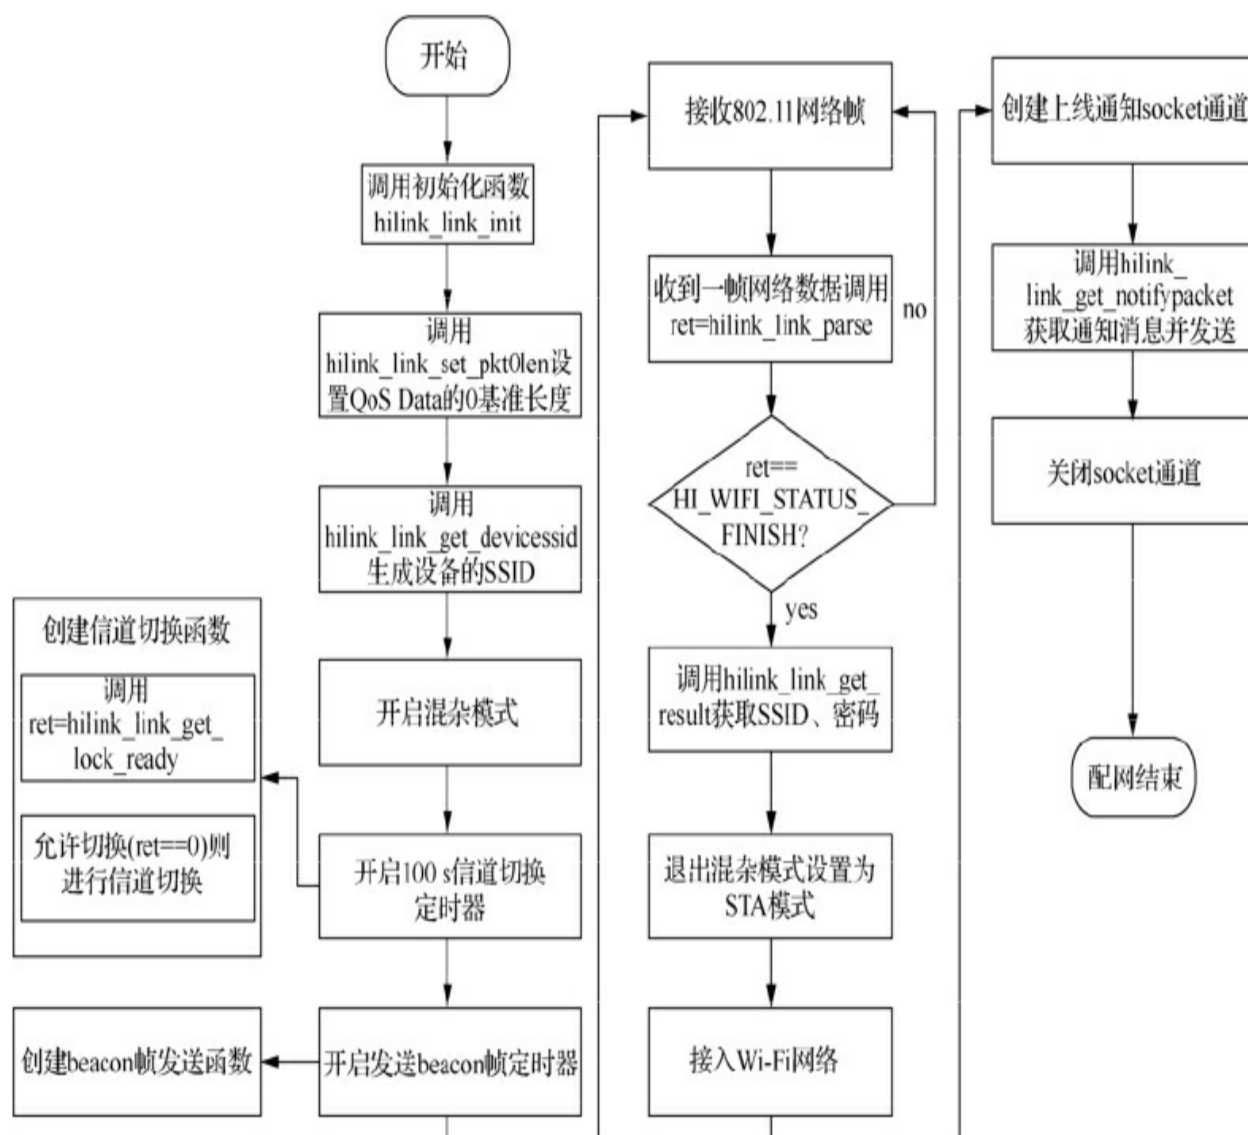 开始
调用初始化函数
hilink_link_init
调用
hilink_link_set_pkt0len设
置QoS Data的0基准长度
调用
hilink_link_get_devicessid
生成设备的SSID
开启混杂模式
开启100 s信道切换
定时器
创建信道切换函数
调用
ret=hilink_link_get_
lock_ready
允许切换(ret==0)则
进行信道切换
开启发送beacon帧定时器
创建beacon帧发送函数
接收802.11网络帧
收到一帧网络数据调用
ret=hilink_link_parse
no
ret==
HI_WIFI_STATUS_
FINISH?
yes
调用hilink_link_get_
result获取SSID、密码
退出混杂模式设置为
STA模式
接入Wi-Fi网络
创建上线通知socket通道
调用hilink_
link_get_notifypacket
获取通知消息并发送
关闭socket通道
配网结束